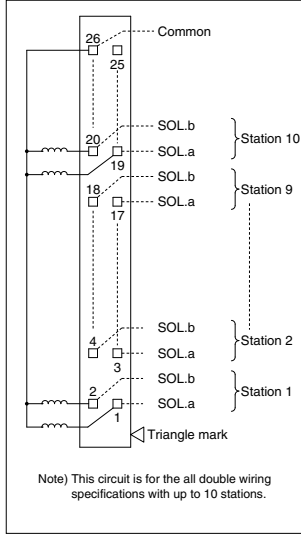 26 Common
25
20 SOL.b
SOL.a Station 10
19
18 SOL.b
SOL.a Station 9
17
4 SOL.b
SOL.a Station 2
3
2 SOL.b
SOL.a Station 1
1
Triangle mark
Note) This circuit is for the all double wiring
specifications with up to 10 stations.